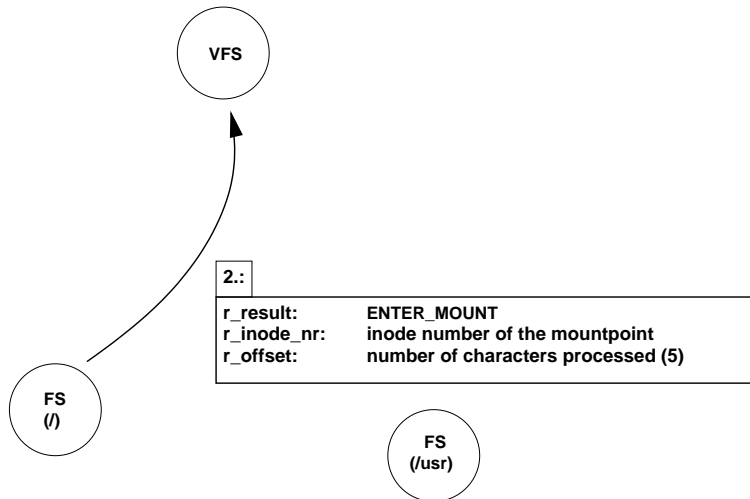 VFS
2.:
r_result: ENTER_MOUNT
r_inode_nr: inode number of the mountpoint
r_offset: number of characters processed (5)
FS
(/)
FS
(/usr)